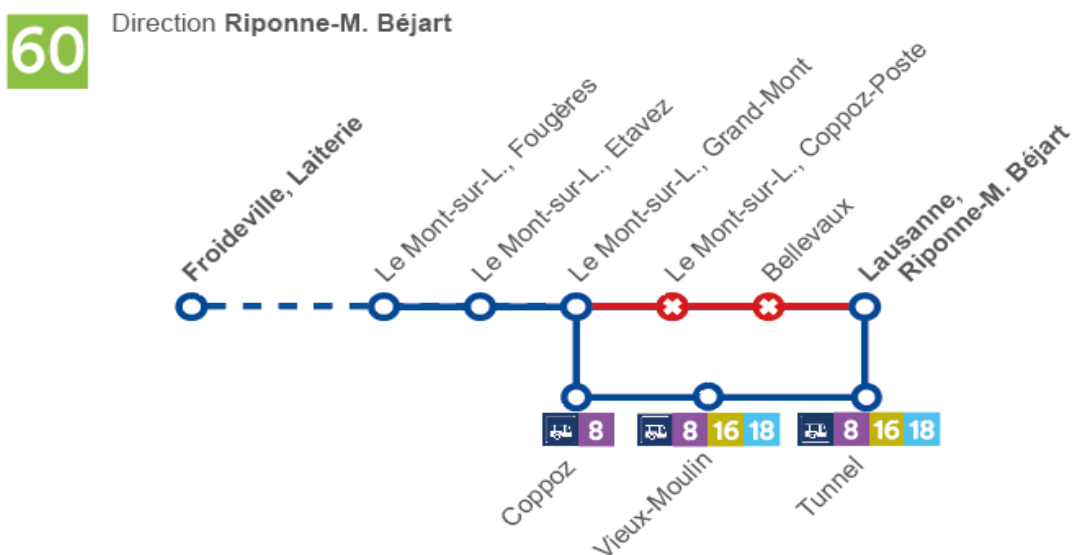 60
Direction Riponne-M. Béjart
Froideville, Laiterie
Le Mont-sur-L., Fougères
Le Mont-sur-L., Etavez
Le Mont-sur-L., Grand-Mont
Le Mont-sur-L., Coppoz-Poste
Bellevaux
Lausanne,
Riponne-M. Béjart
8
8 16 18
8 16 18
Coppoz
Vieux-Moulin
Tunnel